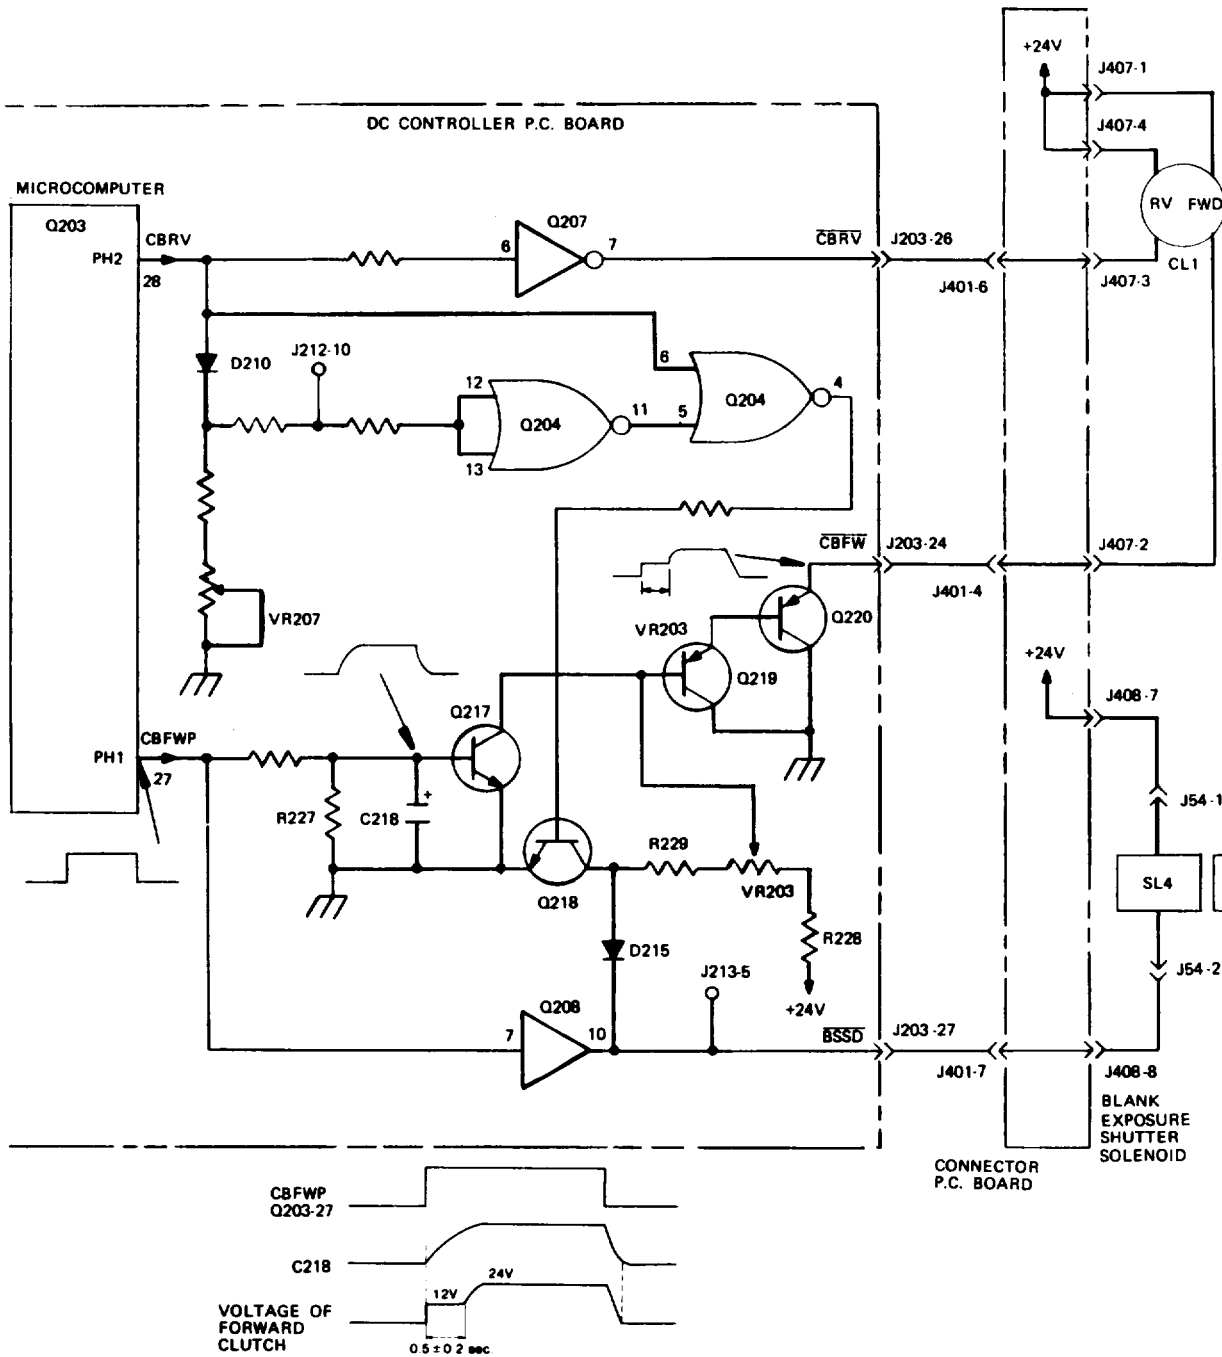 +24V
J407-1
DC CONTROLLER P.C. BOARD
J407-4
MICROCOMPUTER
Q203
CBRV
Q207
RV FWD
PH2
6
7
CBRV
J203-26
28
J401-6
J407-3
CL1
D210
J212-10
6
Q204
4
12
Q204
11
5
13
CBFW
J203-24
J407-2
J401-4
VR207
VR203
Q220
+24V
Q219
J408-7
Q217
CBFWP
PH1
27
R227
C218
+
J54-1
R229
SL4
VR203
Q218
R228
D215
J213-5
J54-2
+24V
Q208
7
10
BSSD
J203-27
J401-7
J408-8
BLANK
EXPOSURE
SHUTTER
SOLENOID
CONNECTOR
P.C. BOARD
CBFWP
Q203-27
C218
24V
12V
VOLTAGE OF
FORWARD
CLUTCH
0.5 ± 0 2 sec.